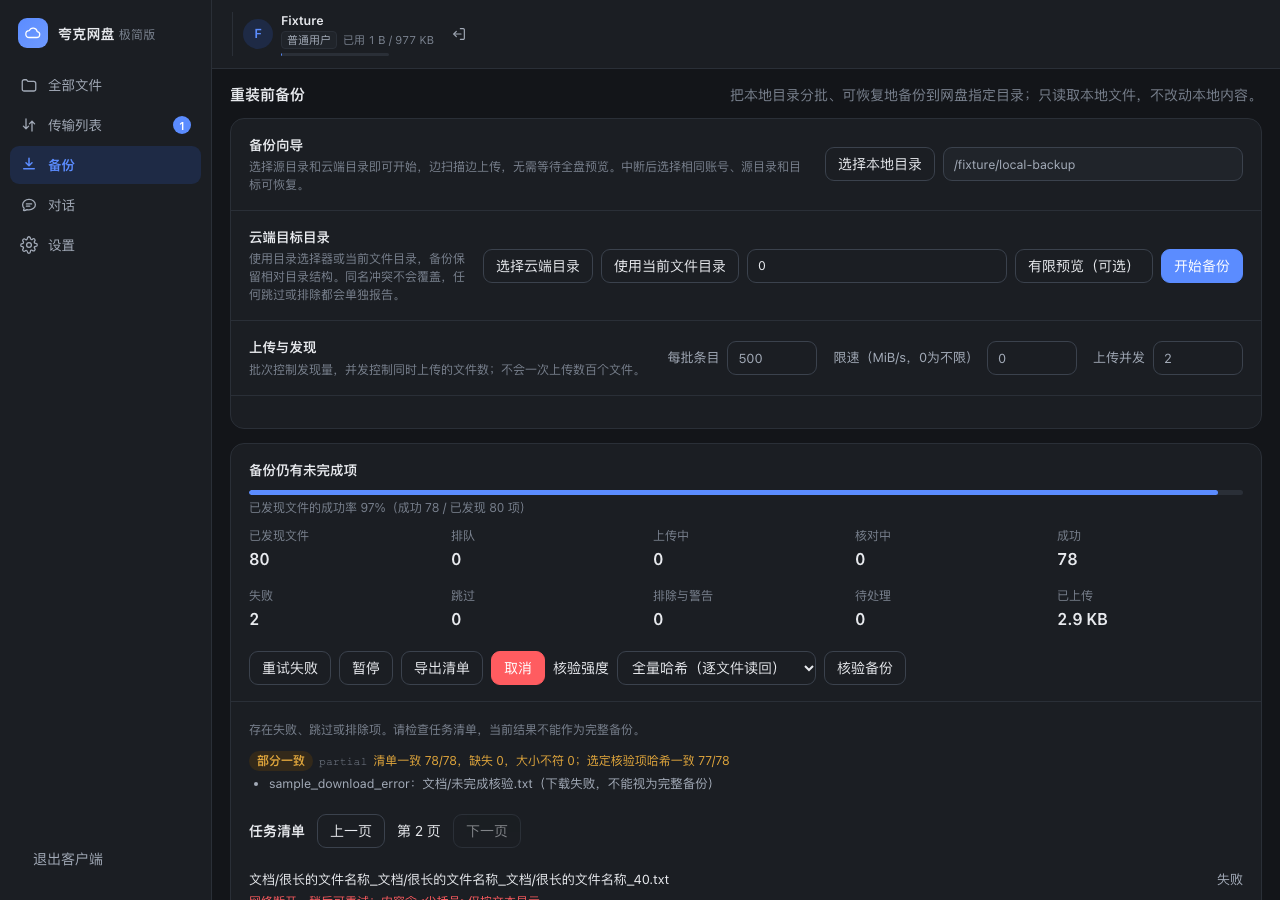 夸克网盘 极简版
全部文件
传输列表 1
备份
对话
设置
退出客户端
F
Fixture
普通用户 已用 1 B / 977 KB
重装前备份
把本地目录分批、可恢复地备份到网盘指定目录；只读取本地文件，不改动本地内容。
备份向导
选择源目录和云端目录即可开始，边扫描边上传，无需等待全盘预览。中断后选择相同账号、源目录和目
标可恢复。
选择本地目录 /fixture/local-backup
云端目标目录
使用目录选择器或当前文件目录，备份保
留相对目录结构。同名冲突不会覆盖，任
何跳过或排除都会单独报告。
选择云端目录 使用当前文件目录 0 有限预览（可选） 开始备份
上传与发现
批次控制发现量，并发控制同时上传的文件数；不会一次上传数百个文件。
每批条目 500 限速（MiB/s，0为不限） 0 上传并发 2
备份仍有未完成项
已发现文件的成功率 97%（成功 78 / 已发现 80 项）
已发现文件 排队 上传中 核对中 成功
80 0 0 0 78
失败 跳过 排除与警告 待处理 已上传
2 0 0 0 2.9 KB
重试失败 暂停 导出清单 取消 核验强度 全量哈希（逐文件读回） 核验备份
存在失败、跳过或排除项。请检查任务清单，当前结果不能作为完整备份。
部分一致 partial 清单一致 78/78，缺失 0，大小不符 0；选定核验项哈希一致 77/78
• sample_download_error：文档/未完成核验.txt（下载失败，不能视为完整备份）
任务清单 上一页 第 2 页 下一页
文档/很长的文件名称_文档/很长的文件名称_文档/很长的文件名称_40.txt 失败